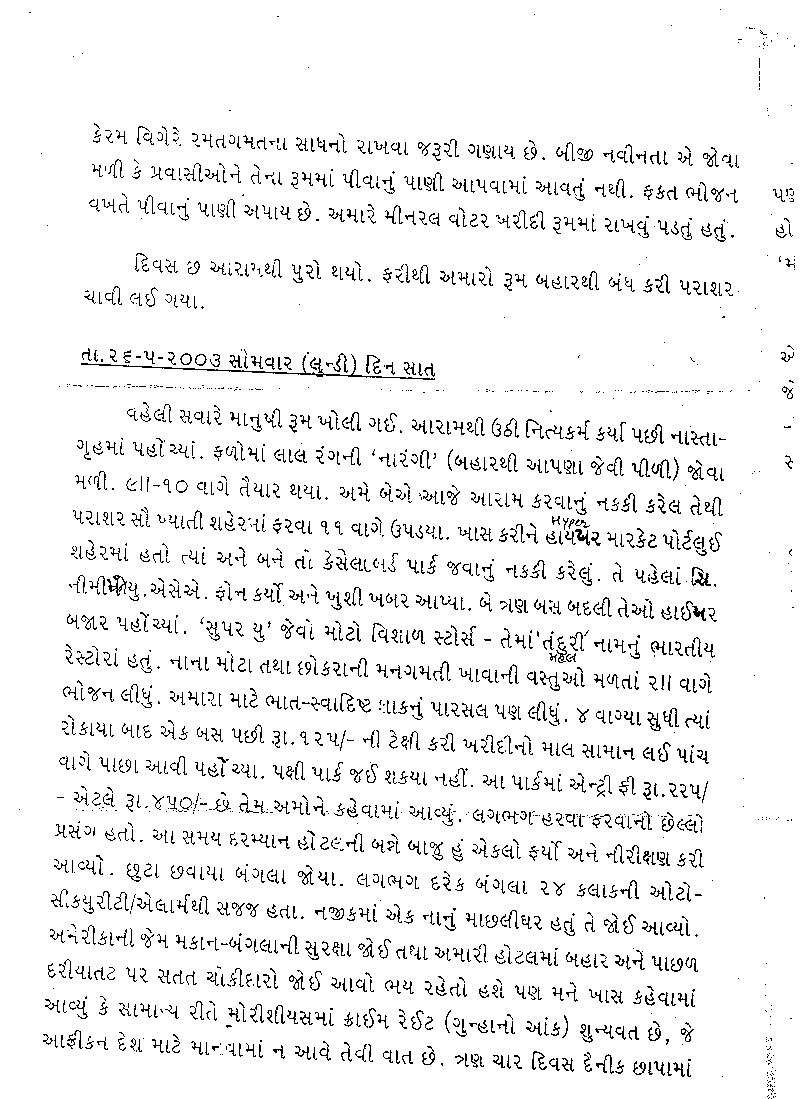 કેરમ વિગેરે રમતગમતના સાધનો રાખવા જરૂરી ગણાય છે. બીજી નવીનતા એ જોવા
મળી કે પ્રવાસીઓને તેના રૂમમાં પીવાનું પાણી આપવામાં આવતું નથી. ફકત ભોજન
વખતે પીવાનું પાણી અપાય છે. અમારે મીનરલ વોટર ખરીદી રૂમમાં રાખવું પડતું હતું.
દિવસ છ આરામથી પુરો થયો. ફરીથી અમારો રૂમ બહારથી બંધ કરી પરાશર
ચાવી લઈ ગયા.
તા.૨૬-૫-૨૦૦૩ સોમવાર (લુન્ડી) દિન સાત
વહેલી સવારે માનુષી રૂમ ખોલી ગઈ. આરામથી ઉઠી નિત્યકર્મ કર્યા પછી નાસ્તા-
ગૃહમાં પહોંચ્યાં. ફળોમાં લાલ રંગની 'નારંગી' (બહારથી આપણા જેવી પીળી) જોવા
મળી. ૯।।-૧૦ વાગે તૈયાર થયા. અમે બેએ આજે આરામ કરવાનું નકકી કરેલ તેથી
પરાશર સૌ ખ્યાતી શહેરમાં ફરવા ૧૧ વાગે ઉપડયા. ખાસ કરીને Hyper મારકેટ પોર્ટલુઈ
શહેરમાં હતો ત્યાં અને બને તો કેસેલાબર્ડ પાર્ક જવાનું નકકી કરેલું. તે પહેલાં ચિ.
યુ.એસેએ. ફોન કર્યો અને ખુશી ખબર આપ્યા. બે ત્રણ બસ બદલી તેઓ
બજાર પહોંચ્યાં. 'સુપર યુ' જેવો મોટો વિશાળ સ્ટોર્સ - તેમાં 'તંદુરી મહેલ' નામનું ભારતીય
રેસ્ટોરાં હતું. નાના મોટા તથા છોકરાની મનગમતી ખાવાની વસ્તુઓ મળતાં ૨।। વાગે
ભોજન લીધું. અમારા માટે ભાત-સ્વાદિષ્ટ શાકનું પારસલ પણ લીધું. ૪ વાગ્યા સુધી ત્યાં
રોકાયા બાદ એક બસ પછી રૂા.૧૨૫/- ની ટેક્ષી કરી ખરીદીનો માલ સામાન લઈ પાંચ
વાગે પાછા આવી પહોંચ્યા. પક્ષી પાર્ક જઈ શકયા નહીં. આ પાર્કમાં એન્ટ્રી ફી રૂા.૨૨૫/
- એટલે રૂા.૪૫૦/- છે તેમ અમોને કહેવામાં આવ્યું. લગભગ હરવા ફરવાનો છેલ્લો
પ્રસંગ હતો. આ સમય દરમ્યાન હોટલની બન્ને બાજુ હું એકલો ફર્યો અને નીરીક્ષણ કરી
આવ્યો. છુટા છવાયા બંગલા જોયા. લગભગ દરેક બંગલા ૨૪ કલાકની ઓટો-
સીકયુરીટી/એલાર્મથી સજજ હતા. નજીકમાં એક નાનું માછલીઘર હતું તે જોઈ આવ્યો.
અમેરીકાની જેમ મકાન-બંગલાની સુરક્ષા જોઈ તથા અમારી હોટલમાં બહાર અને પાછળ
દરીયાતટ પર સતત ચોકીદારો જોઈ આવો ભય રહેતો હશે પણ મને ખાસ કહેવામાં
આવ્યું કે સામાન્ય રીતે મોરીશીયસમાં ક્રાઈમ રેઈટ (ગુન્હાનો આંક) શુન્યવત છે, જે
આફ્રીકન દેશ માટે માનવામાં ન આવે તેવી વાત છે. ત્રણ ચાર દિવસ દૈનીક છાપામાં